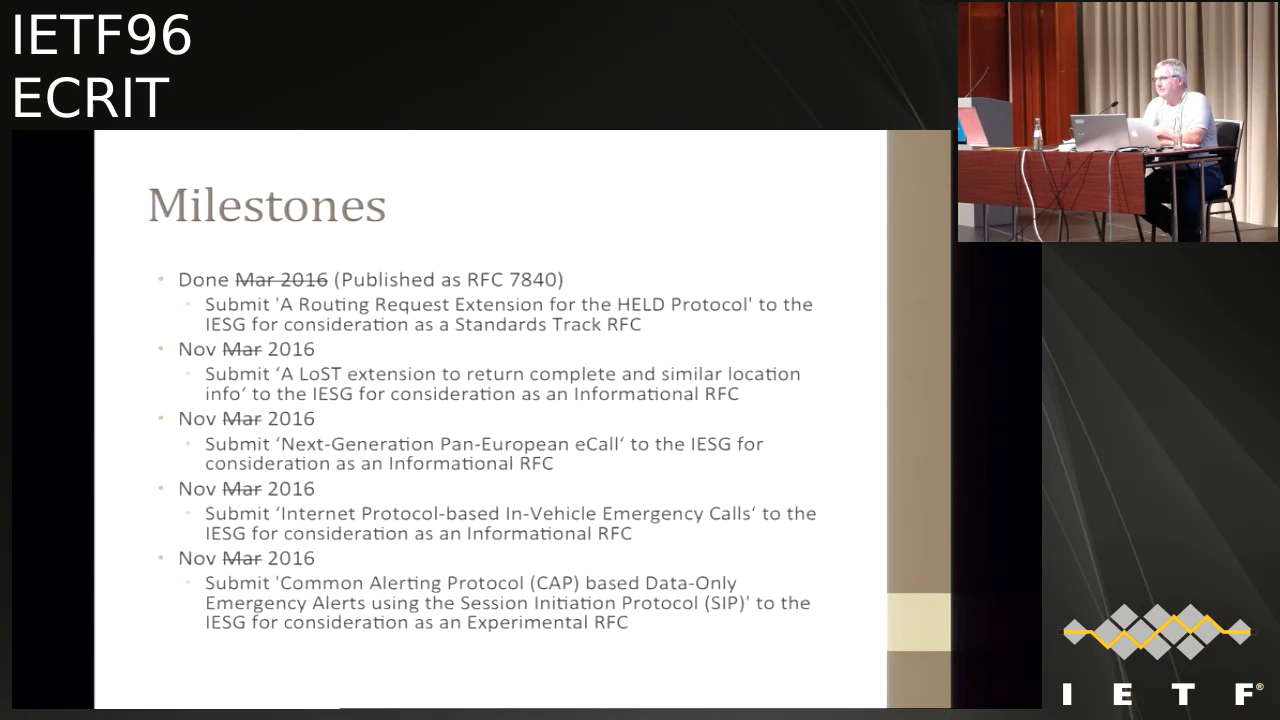 IETF96
ECRIT
Milestones
Done Mar 2016 (Published as RFC 7840)
Submit 'A Routing Request Extension for the HELD Protocol' to the
IESG for consideration as a Standards Track RFC
Nov Mar 2016
Submit ‘A LoST extension to return complete and similar location
info‘ to the IESG for consideration as an Informational RFC
Nov Mar 2016
Submit ‘Next-Generation Pan-European eCall‘ to the IESG for
consideration as an Informational RFC
Nov Mar 2016
Submit ‘Internet Protocol-based In-Vehicle Emergency Calls‘ to the
IESG for consideration as an Informational RFC
Nov Mar 2016
Submit 'Common Alerting Protocol (CAP) based Data-Only
Emergency Alerts using the Session Initiation Protocol (SIP)' to the
IESG for consideration as an Experimental RFC
I E T F®